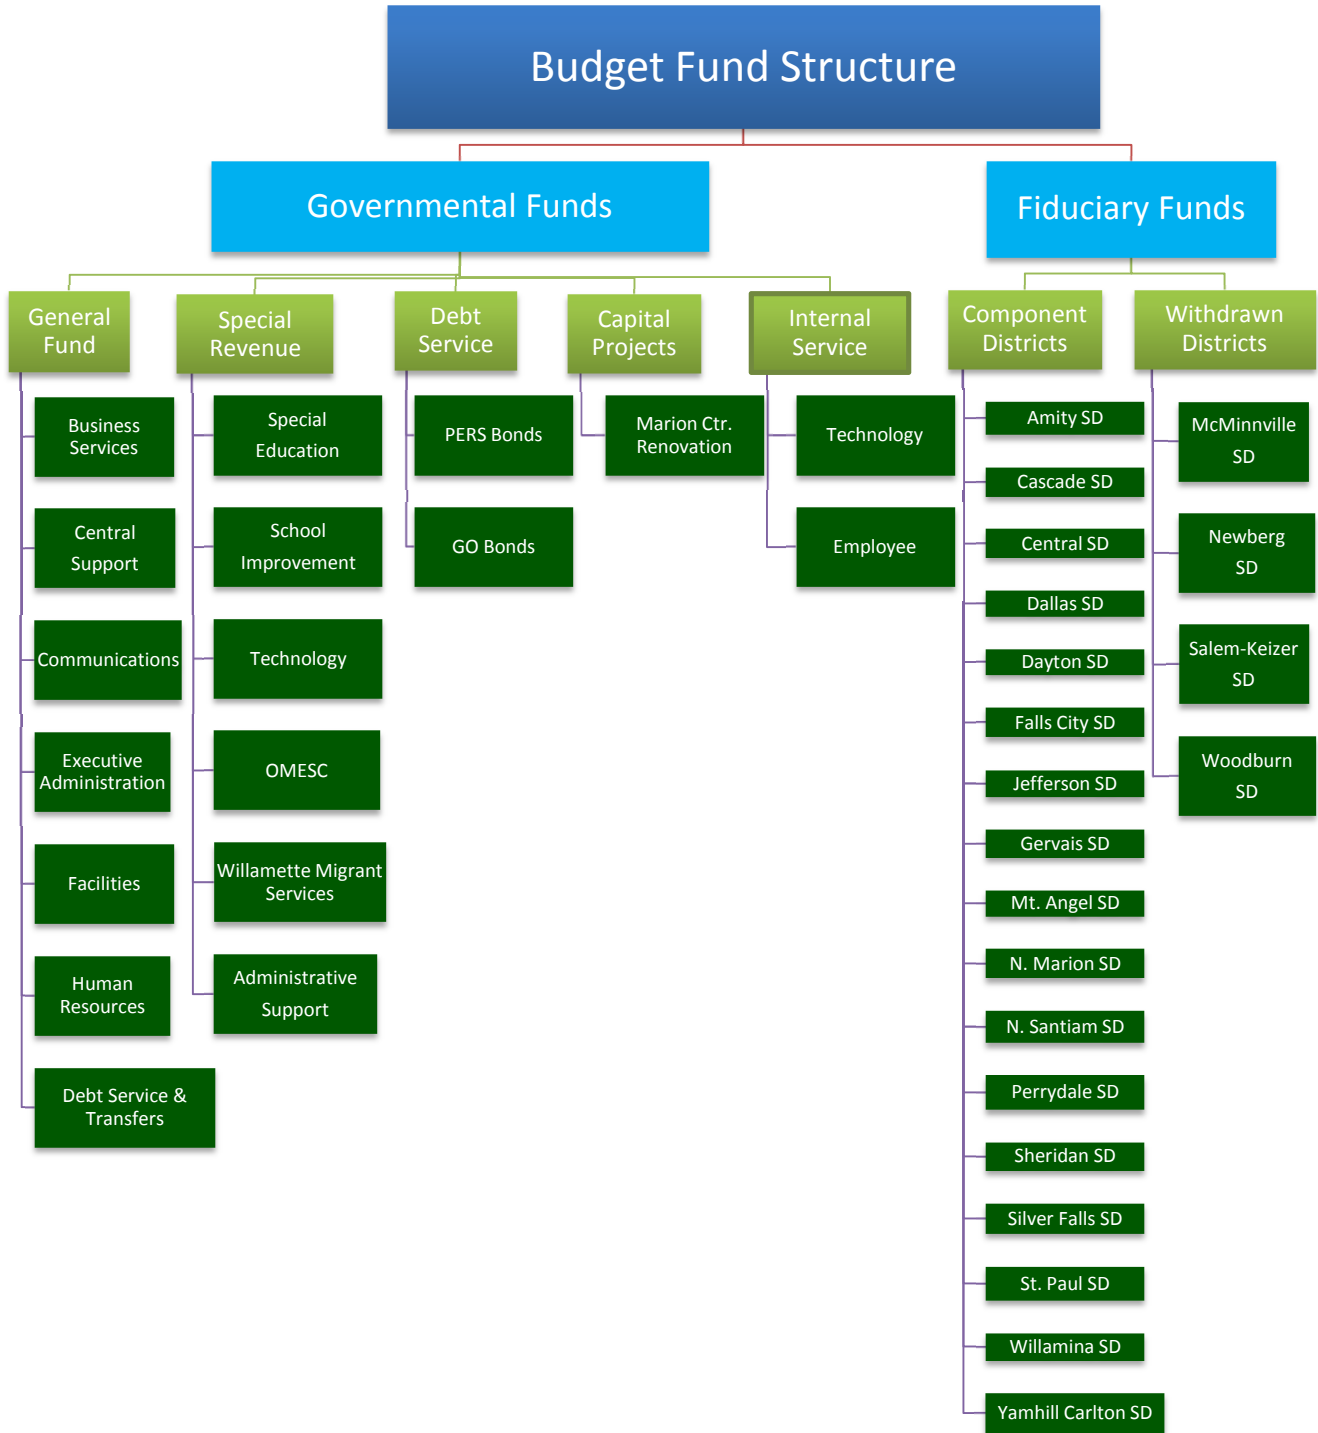 Budget Fund Structure
Governmental Funds
Fiduciary Funds
General
Fund
Special
Revenue
Debt
Service
Capital
Projects
Internal
Service
Component
Districts
Withdrawn
Districts
Business
Services
Central
Support
Communications
Executive
Administration
Facilities
Human
Resources
Debt Service &
Transfers
Special
Education
School
Improvement
Technology
OMESC
Willamette Migrant
Services
Administrative
Support
PERS Bonds
GO Bonds
Marion Ctr.
Renovation
Technology
Employee
Amity SD
Cascade SD
Central SD
Dallas SD
Dayton SD
Falls City SD
Jefferson SD
Gervais SD
Mt. Angel SD
N. Marion SD
N. Santiam SD
Perrydale SD
Sheridan SD
Silver Falls SD
St. Paul SD
Willamina SD
Yamhill Carlton SD
McMinnville
SD
Newberg
SD
Salem-Keizer
SD
Woodburn
SD